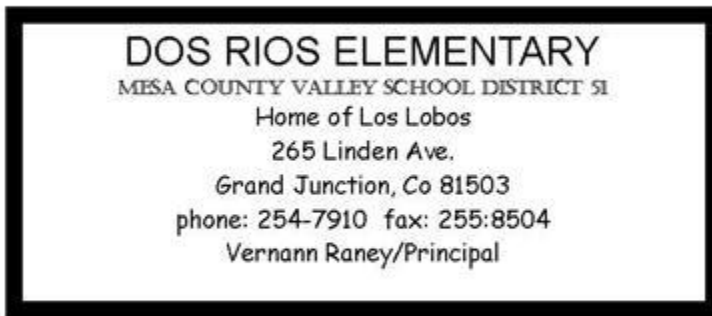 DOS RIOS ELEMENTARY
MESA COUNTY VALLEY SCHOOL DISTRICT 51
Home of Los Lobos
265 Linden Ave.
Grand Junction, Co 81503
phone: 254-7910 fax: 255:8504
Vernann Raney/Principal